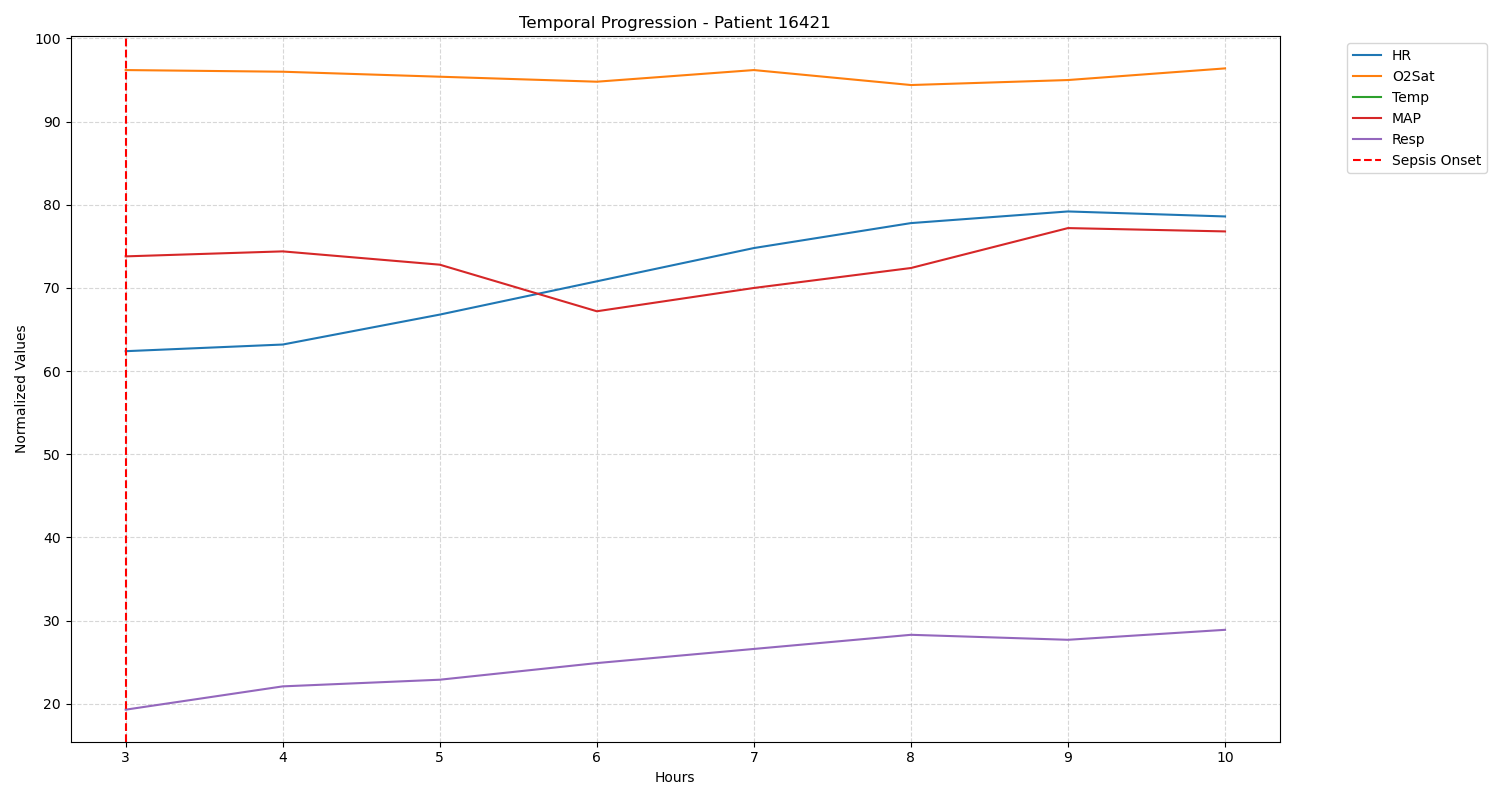 Temporal Progression - Patient 16421
100
90
80
70
60
50
40
30
20
Normalized Values
3 4 5 6 7 8 9 10
Hours
HR
O2Sat
Temp
MAP
Resp
Sepsis Onset